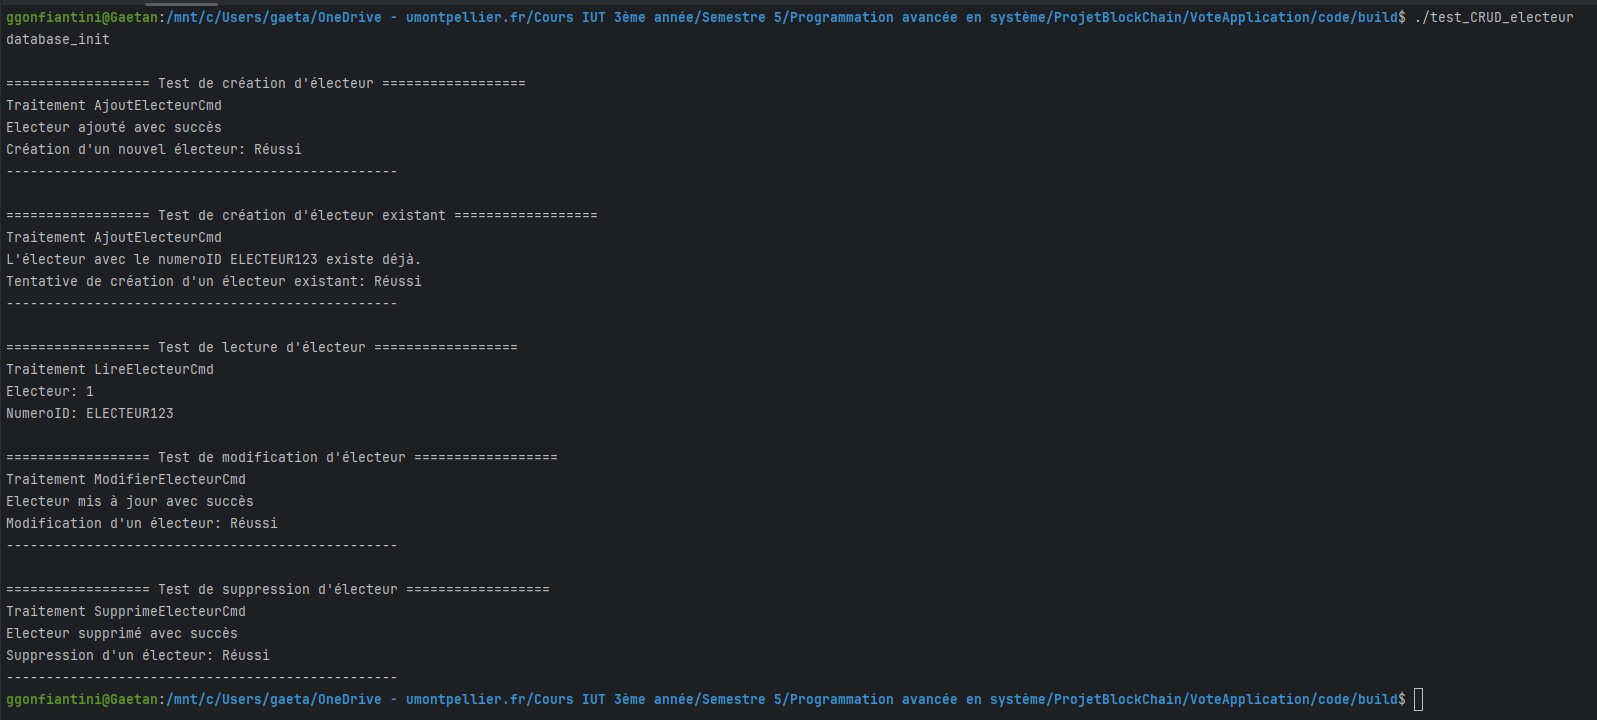 ggonfiantini@Gaetan:/mnt/c/Users/gaeta/OneDrive - umontpellier.fr/Cours IUT 3ème année/Semestre 5/Programmation avancée en système/ProjetBlockChain/VoteApplication/code/build$ ./test_CRUD_electeur
database_init
================== Test de création d'électeur ==================
Traitement AjoutElecteurCmd
Electeur ajouté avec succès
Création d'un nouvel électeur: Réussi
-------------------------------------------------
================== Test de création d'électeur existant ==================
Traitement AjoutElecteurCmd
L'électeur avec le numeroID ELECTEUR123 existe déjà.
Tentative de création d'un électeur existant: Réussi
-------------------------------------------------
================== Test de lecture d'électeur ==================
Traitement LireElecteurCmd
Electeur: 1
NumeroID: ELECTEUR123
================== Test de modification d'électeur ==================
Traitement ModifierElecteurCmd
Electeur mis à jour avec succès
Modification d'un électeur: Réussi
-------------------------------------------------
================== Test de suppression d'électeur ==================
Traitement SupprimeElecteurCmd
Electeur supprimé avec succès
Suppression d'un électeur: Réussi
-------------------------------------------------
ggonfiantini@Gaetan:/mnt/c/Users/gaeta/OneDrive - umontpellier.fr/Cours IUT 3ème année/Semestre 5/Programmation avancée en système/ProjetBlockChain/VoteApplication/code/build$